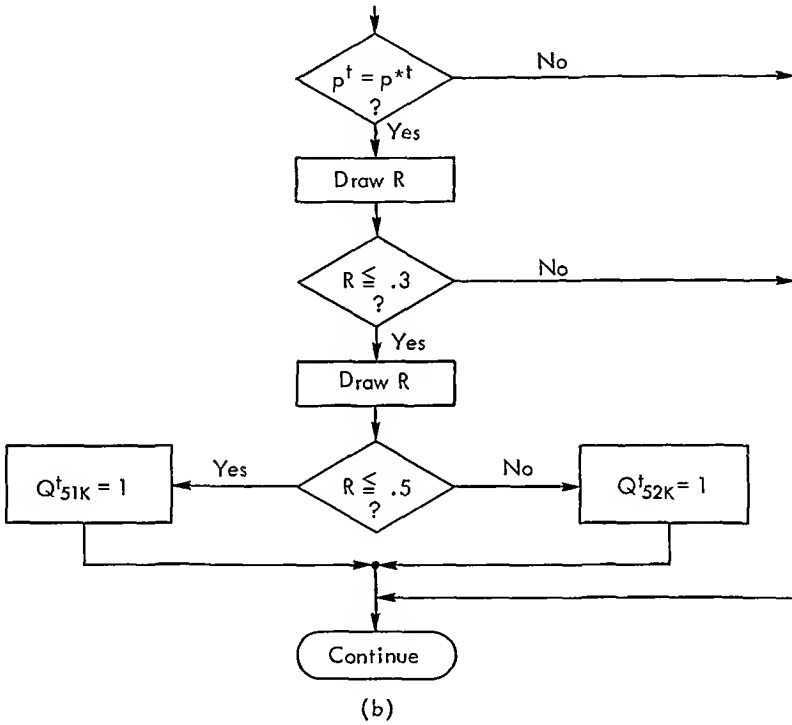 p^t = p*^t
?
No
Yes
Draw R
R ≦ .3
?
No
Yes
Draw R
Yes
R ≦ .5
?
No
Q^t_51K = 1
Q^t_52K = 1
Continue
(b)